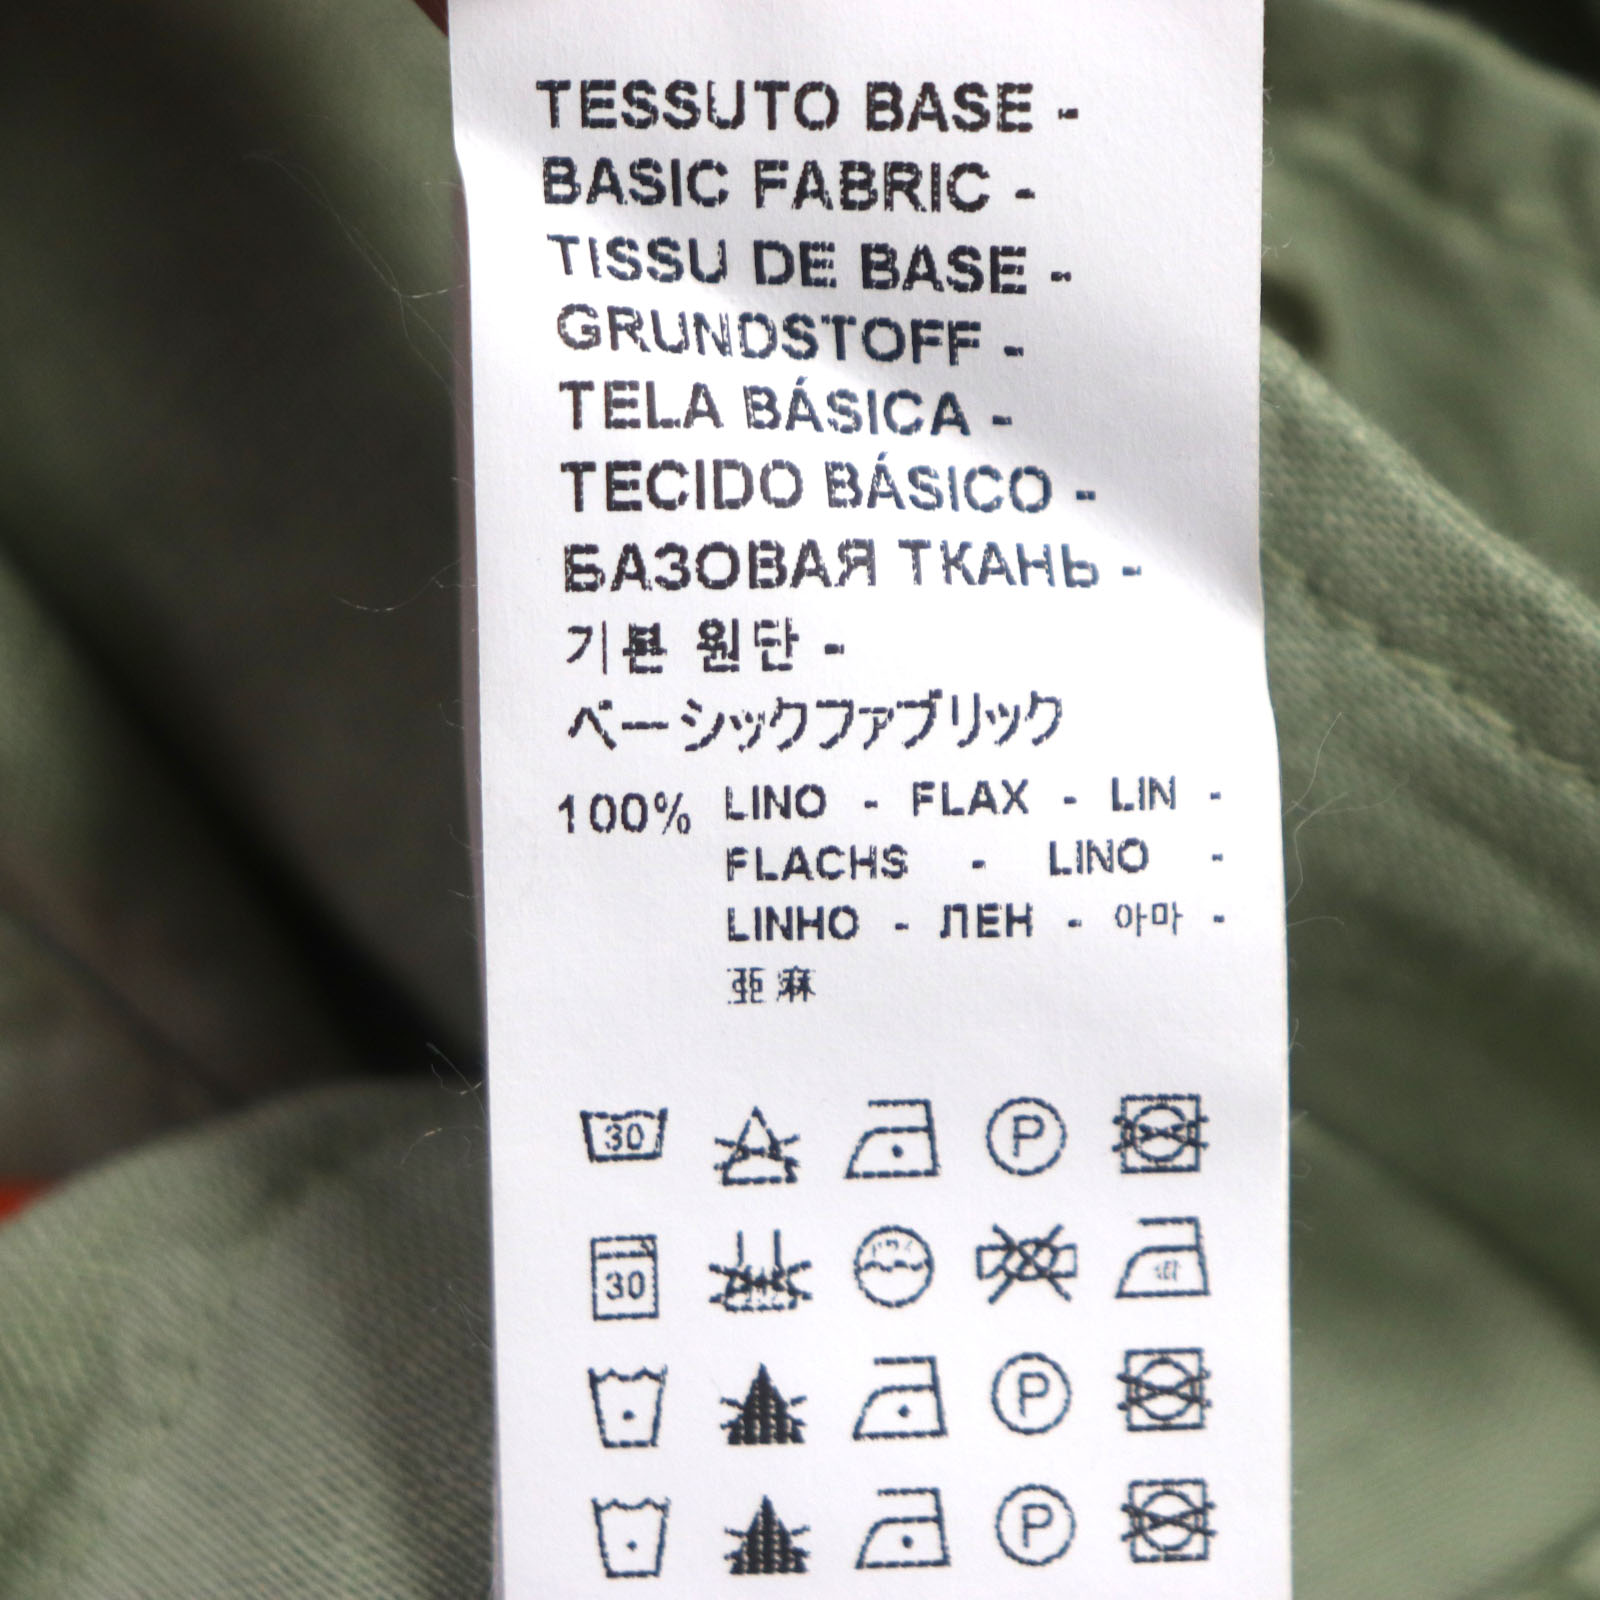 TESSUTO BASE -
BASIC FABRIC -
TISSU DE BASE -
GRUNDSTOFF -
TELA BÁSICA -
TECIDO BÁSICO -
БАЗОВАЯ ТКАНЬ -
기본 원단 -
ベーシックファブリック
100% LINO - FLAX - LIN -
FLACHS - LINO -
LINHO - ЛЕН - 아마 -
亜麻
30 P
30
P
P